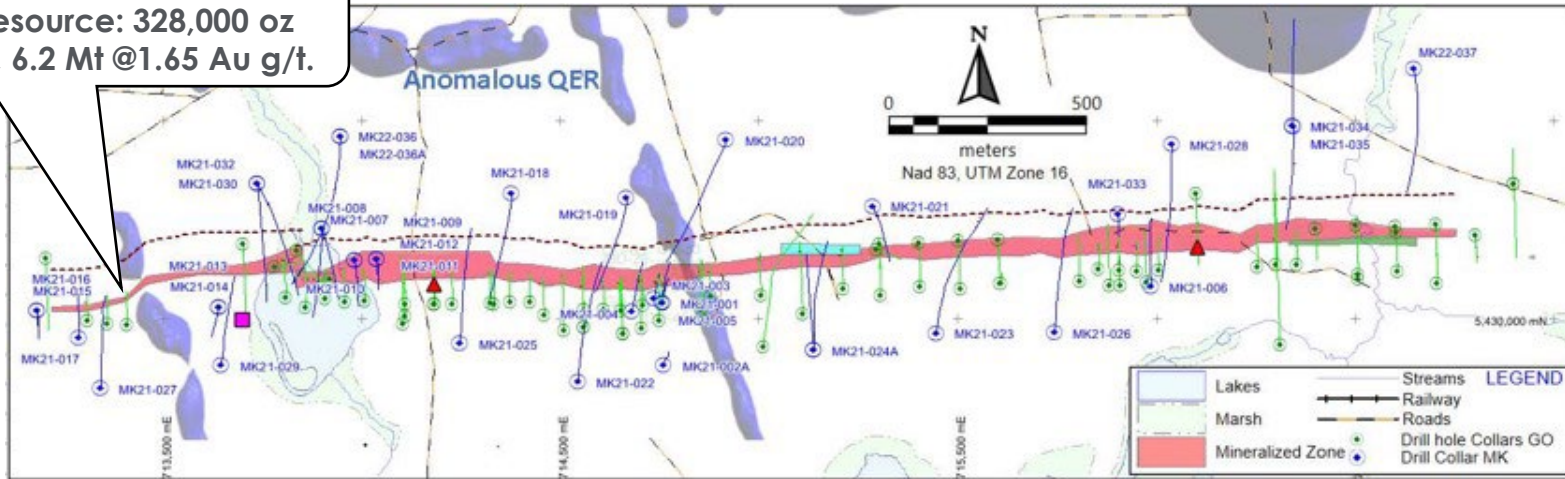 esource: 328,000 oz
6.2 Mt @1.65 Au g/t.
Anomalous QER
N
0 500
meters
Nad 83, UTM Zone 16
MK22-037
MK22-036
MK22-036A
MK21-020
MK21-034
MK21-035
MK21-028
MK21-032
MK21-030
MK21-018
MK21-033
MK21-008
MK21-007
MK21-009
MK21-019
MK21-021
MK21-012
MK21-016
MK21-015
MK21-013
MK21-011
MK21-014
MK21-010
MK21-003
MK21-001
MK21-004
MK21-005
MK21-006
MK21-017
MK21-025
MK21-024A
MK21-023
MK21-026
5,430,000 mN
MK21-029
MK21-002A
MK21-027
MK21-022
713,500 mE
714,500 mE
715,500 mE
LEGEND
Lakes
Marsh
Mineralized Zone
Streams
Railway
Roads
Drill hole Collars GO
Drill Collar MK